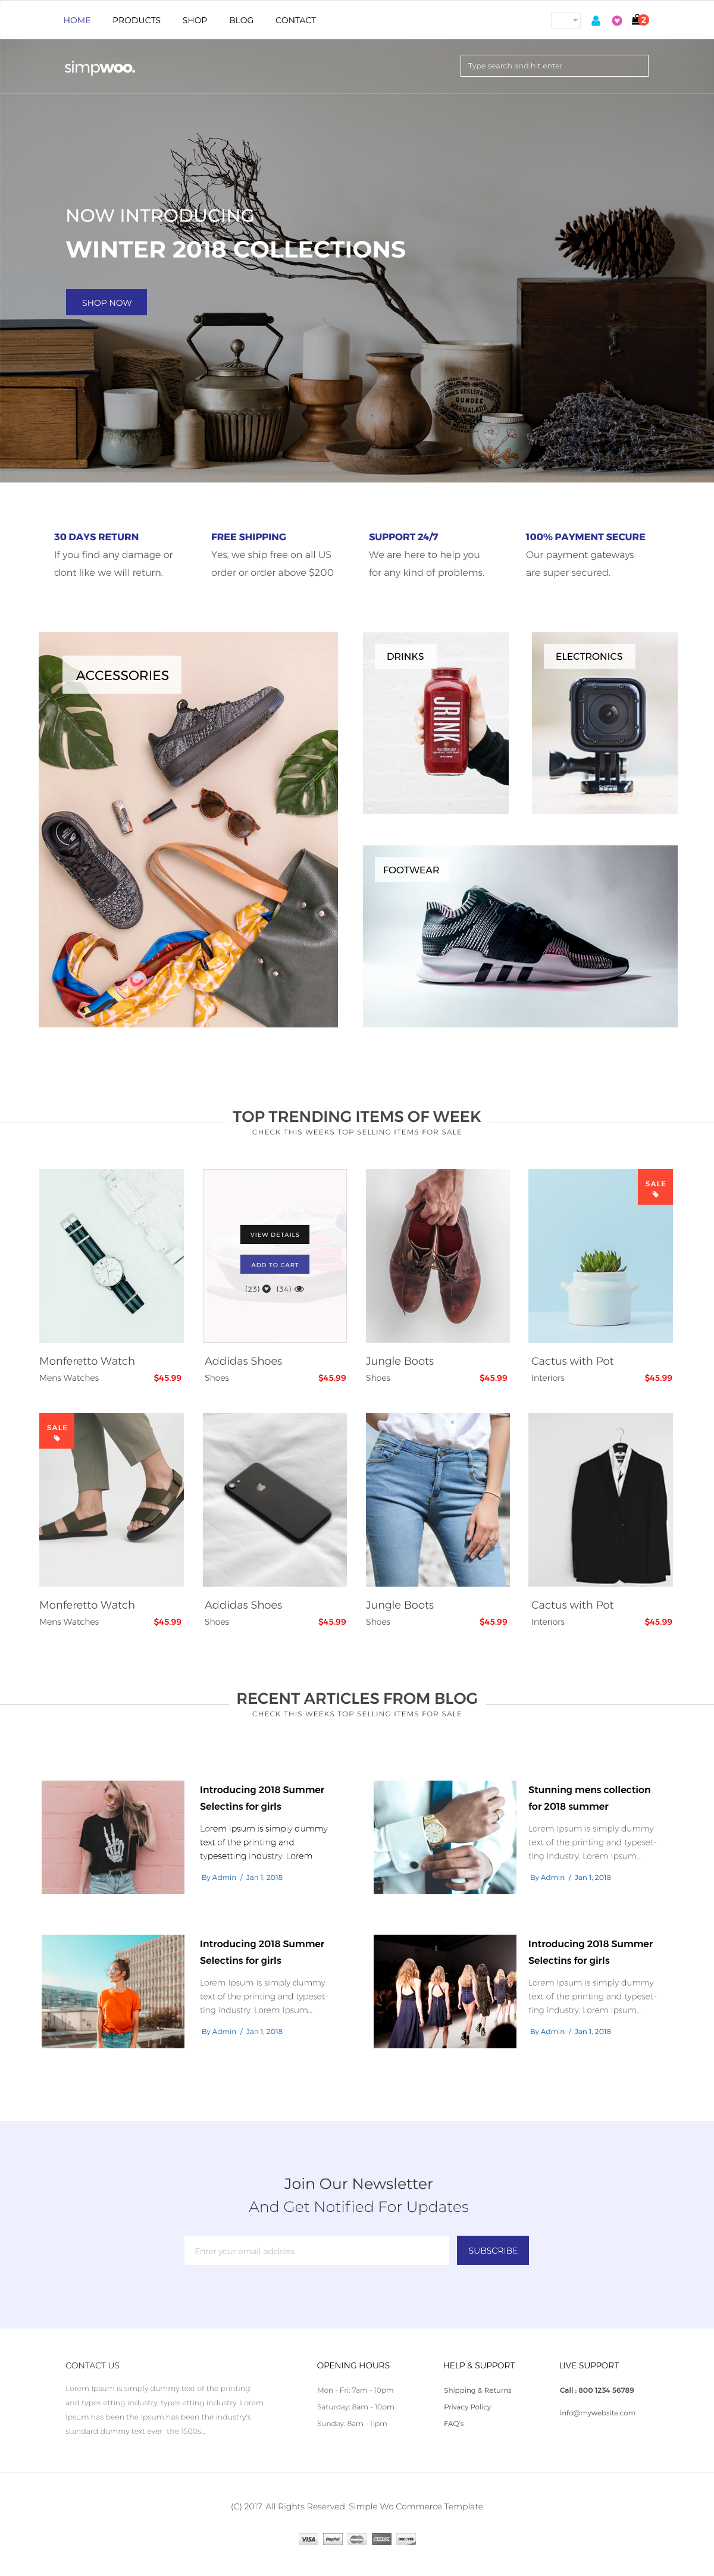 HOME PRODUCTS SHOP BLOG CONTACT
2
simpwoo.
Type search and hit enter
NOW INTRODUCING
WINTER 2018 COLLECTIONS
SHOP NOW
DUNDEE
MARMALADE
30 DAYS RETURN
If you find any damage or
dont like we will return.
FREE SHIPPING
Yes, we ship free on all US
order or order above $200
SUPPORT 24/7
We are here to help you
for any kind of problems.
100% PAYMENT SECURE
Our payment gateways
are super secured.
ACCESSORIES
DRINKS
JRINK
ELECTRONICS
FOOTWEAR
TOP TRENDING ITEMS OF WEEK
CHECK THIS WEEKS TOP SELLING ITEMS FOR SALE
VIEW DETAILS
ADD TO CART
(23) (34)
SALE
Monferetto Watch
Mens Watches $45.99
Addidas Shoes
Shoes $45.99
Jungle Boots
Shoes $45.99
Cactus with Pot
Interiors $45.99
SALE
Monferetto Watch
Mens Watches $45.99
Addidas Shoes
Shoes $45.99
Jungle Boots
Shoes $45.99
Cactus with Pot
Interiors $45.99
RECENT ARTICLES FROM BLOG
CHECK THIS WEEKS TOP SELLING ITEMS FOR SALE
Introducing 2018 Summer
Selectins for girls
Lorem Ipsum is simply dummy
text of the printing and
typesetting industry. Lorem
By Admin / Jan 1, 2018
Stunning mens collection
for 2018 summer
Lorem Ipsum is simply dummy
text of the printing and typeset-
ting industry. Lorem Ipsum...
By Admin / Jan 1, 2018
Introducing 2018 Summer
Selectins for girls
Lorem Ipsum is simply dummy
text of the printing and typeset-
ting industry. Lorem Ipsum...
By Admin / Jan 1, 2018
Introducing 2018 Summer
Selectins for girls
Lorem Ipsum is simply dummy
text of the printing and typeset-
ting industry. Lorem Ipsum...
By Admin / Jan 1, 2018
Join Our Newsletter
And Get Notified For Updates
Enter your email address
SUBSCRIBE
CONTACT US
Lorem Ipsum is simply dummy text of the printing
and types etting industry. types etting industry. Lorem
Ipsum has been the Ipsum has been the industry's
standard dummy text ever the 1500s...
OPENING HOURS
Mon - Fri: 7am - 10pm
Saturday: 8am - 10pm
Sunday: 8am - 11pm
HELP & SUPPORT
Shipping & Returns
Privacy Policy
FAQ's
LIVE SUPPORT
Call : 800 1234 56789
info@mywebsite.com
(C) 2017. All Rights Reserved. Simple Wo Commerce Template
VISA PayPal DISCOVER